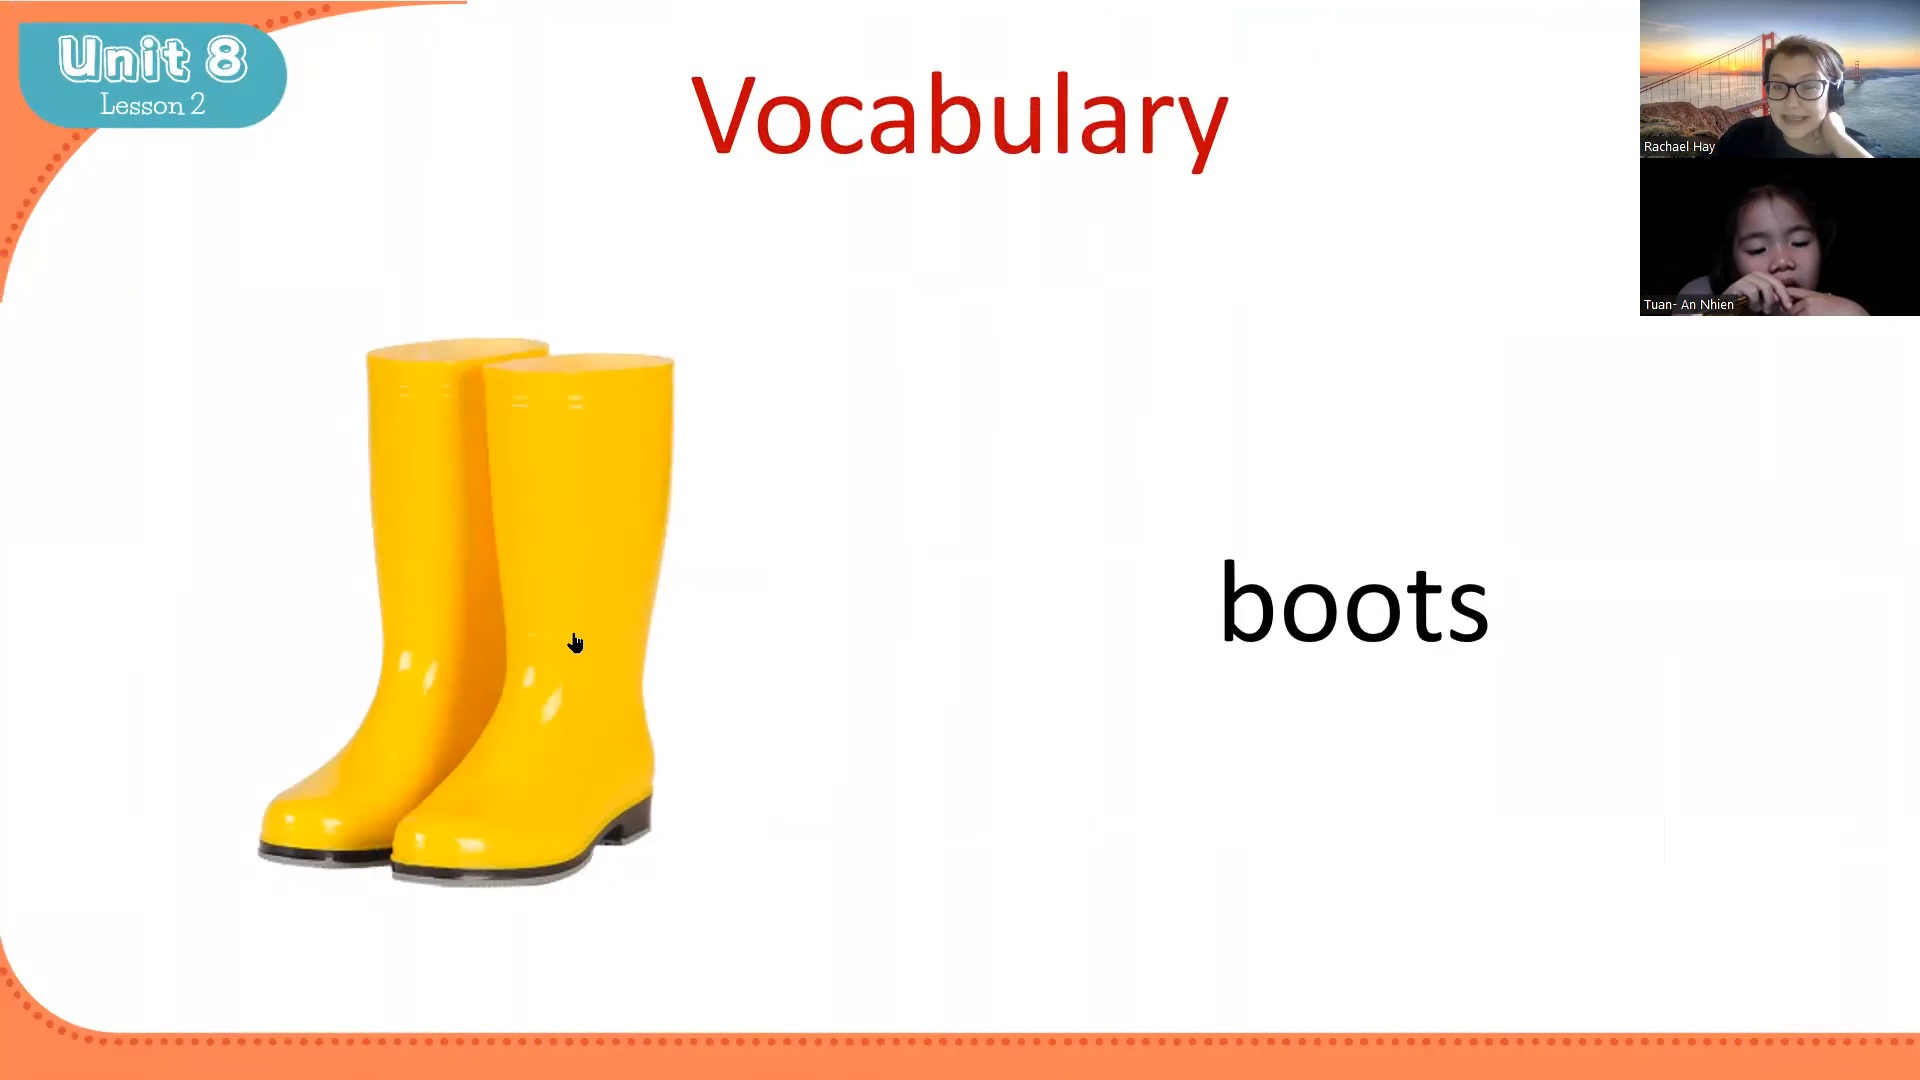 Unit 8
Lesson 2
Vocabulary
boots
Rachael Hay
Tuan- An Nhien